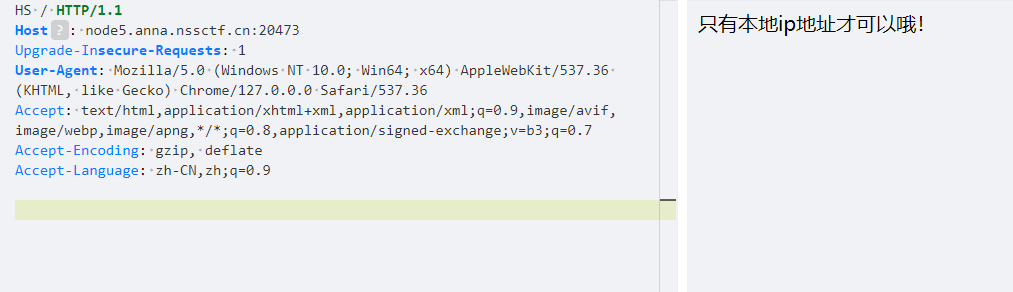 HS / HTTP/1.1
Host ? : node5.anna.nssctf.cn:20473
Upgrade-Insecure-Requests: 1
User-Agent: Mozilla/5.0 (Windows NT 10.0; Win64; x64) AppleWebKit/537.36
(KHTML, like Gecko) Chrome/127.0.0.0 Safari/537.36
Accept: text/html,application/xhtml+xml,application/xml;q=0.9,image/avif,
image/webp,image/apng,*/*;q=0.8,application/signed-exchange;v=b3;q=0.7
Accept-Encoding: gzip, deflate
Accept-Language: zh-CN,zh;q=0.9
只有本地ip地址才可以哦！